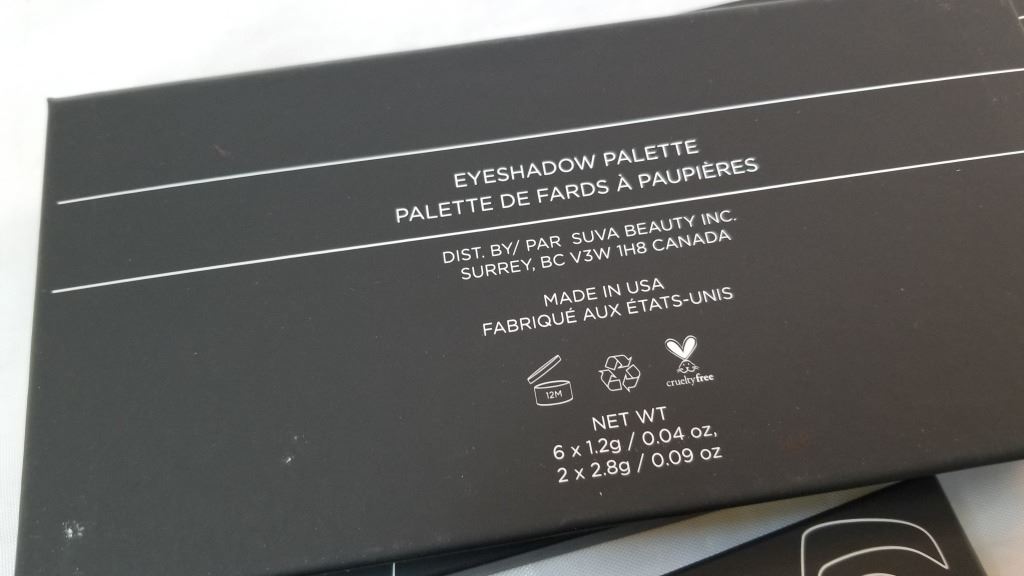 EYESHADOW PALETTE
PALETTE DE FARDS À PAUPIÈRES
DIST. BY/ PAR SUVA BEAUTY INC.
SURREY, BC V3W 1H8 CANADA
MADE IN USA
FABRIQUÉ AUX ÉTATS-UNIS
12M
crueltyfree
NET WT
6 x 1.2g / 0.04 oz,
2 x 2.8g / 0.09 oz